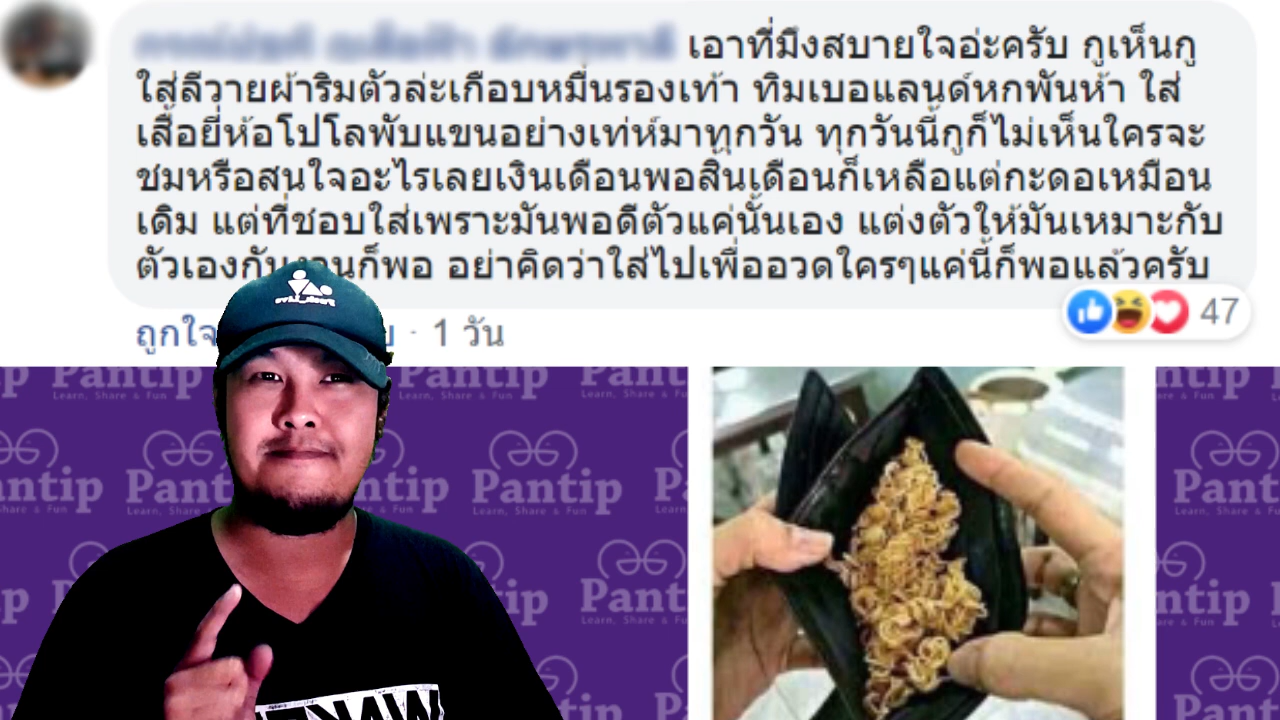 เอาที่มึงสบายใจอ่ะครับ กูเห็นกู
ใส่ลีวายผ้าริมตัวล่ะเกือบหมื่นรองเท้า ทิมเบอแลนด์หกพันห้า ใส่
เสื้อยี่ห้อโปโลพับแขนอย่างเท่ห์มาทุกวัน ทุกวันนี้กูก็ไม่เห็นใครจะ
ชมหรือสนใจอะไรเลยเงินเดือนพอสิ้นเดือนก็เหลือแต่กะดอเหมือน
เดิม แต่ที่ชอบใส่เพราะมันพอดีตัวแค่นั้นเอง แต่งตัวให้มันเหมาะกับ
ตัวเองกับงานก็พอ อย่าคิดว่าใส่ไปเพื่ออวดใครๆแค่นี้ก็พอแล้วครับ
ถูกใจ · 1 วัน
47
Pantip
Learn, Share & Fun